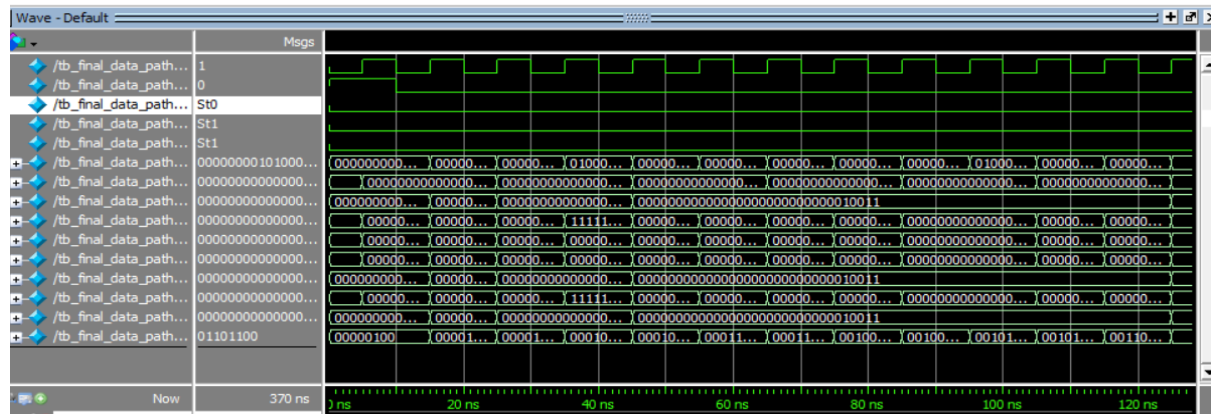 Wave - Default
Msgs
/tb_final_data_path... 1
/tb_final_data_path... 0
/tb_final_data_path... St0
/tb_final_data_path... St1
/tb_final_data_path... St1
/tb_final_data_path... 00000000101000... 000000000... 00000... 00000... 01000... 00000... 00000... 00000... 00000... 00000... 01000... 00000... 00000...
/tb_final_data_path... 00000000000000... 00000000000000... 00000000000000... 00000000000000... 00000000000000... 00000000000000... 00000000000000...
/tb_final_data_path... 00000000000000... 000000000... 00000... 00000000000000... 00000000000000000000000000010011
/tb_final_data_path... 00000000000000... 00000... 00000... 00000... 11111... 00000... 00000... 00000... 00000... 00000000000000... 00000... 00000...
/tb_final_data_path... 00000000000000... 00000... 00000... 00000... 00000... 00000... 00000... 00000... 00000... 00000000000000... 00000... 00000...
/tb_final_data_path... 00000000000000... 00000... 00000... 00000... 00000... 00000... 00000... 00000... 00000... 00000000000000... 00000... 00000...
/tb_final_data_path... 00000000000000... 000000000... 00000... 00000000000000... 00000000000000000000000000010011
/tb_final_data_path... 00000000000000... 00000... 00000... 00000... 11111... 00000... 00000... 00000... 00000... 00000000000000... 00000... 00000...
/tb_final_data_path... 00000000000000... 000000000... 00000... 00000000000000... 00000000000000000000000000010011
/tb_final_data_path... 01101100 00000100 00001... 00001... 00010... 00010... 00011... 00011... 00100... 00100... 00101... 00101... 00110...
Now 370 ns ns 20 ns 40 ns 60 ns 80 ns 100 ns 120 ns